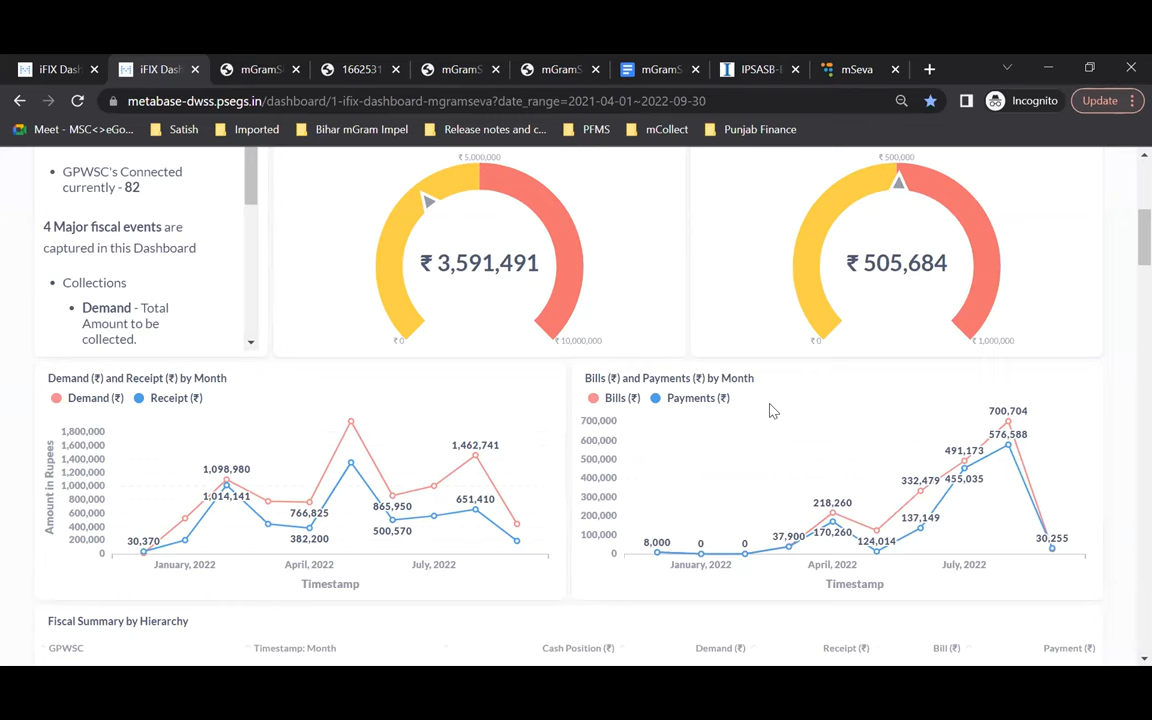 iFIX Dash
iFIX Dash
mGramS
1662531
mGramS
mGramS
mGramS
IPSASB-E
mSeva
metabase-dwss.psegs.in/dashboard/1-ifix-dashboard-mgramseva?date_range=2021-04-01~2022-09-30
Incognito
Update
Meet - MSC<>eGo...
Satish
Imported
Bihar mGram Impel
Release notes and c...
PFMS
mCollect
Punjab Finance
• GPWSC's Connected
currently - 82
4 Major fiscal events are
captured in this Dashboard
• Collections
• Demand - Total
Amount to be
collected.
₹ 5,000,000
₹ 3,591,491
₹ 0
₹ 10,000,000
₹ 500,000
₹ 505,684
₹ 0
₹ 1,000,000
Demand (₹) and Receipt (₹) by Month
Demand (₹) Receipt (₹)
Amount in Rupees
1,800,000
1,600,000
1,400,000
1,200,000
1,000,000
800,000
600,000
400,000
200,000
0
30,370
1,098,980
1,014,141
766,825
382,200
865,950
500,570
1,462,741
651,410
January, 2022 April, 2022 July, 2022
Timestamp
Bills (₹) and Payments (₹) by Month
Bills (₹) Payments (₹)
700,000
600,000
500,000
400,000
300,000
200,000
100,000
0
8,000
0
0
37,900
218,260
170,260
124,014
332,479
137,149
491,173
455,035
700,704
576,588
30,255
January, 2022 April, 2022 July, 2022
Timestamp
Fiscal Summary by Hierarchy
GPWSC Timestamp: Month Cash Position (₹) Demand (₹) Receipt (₹) Bill (₹) Payment (₹)